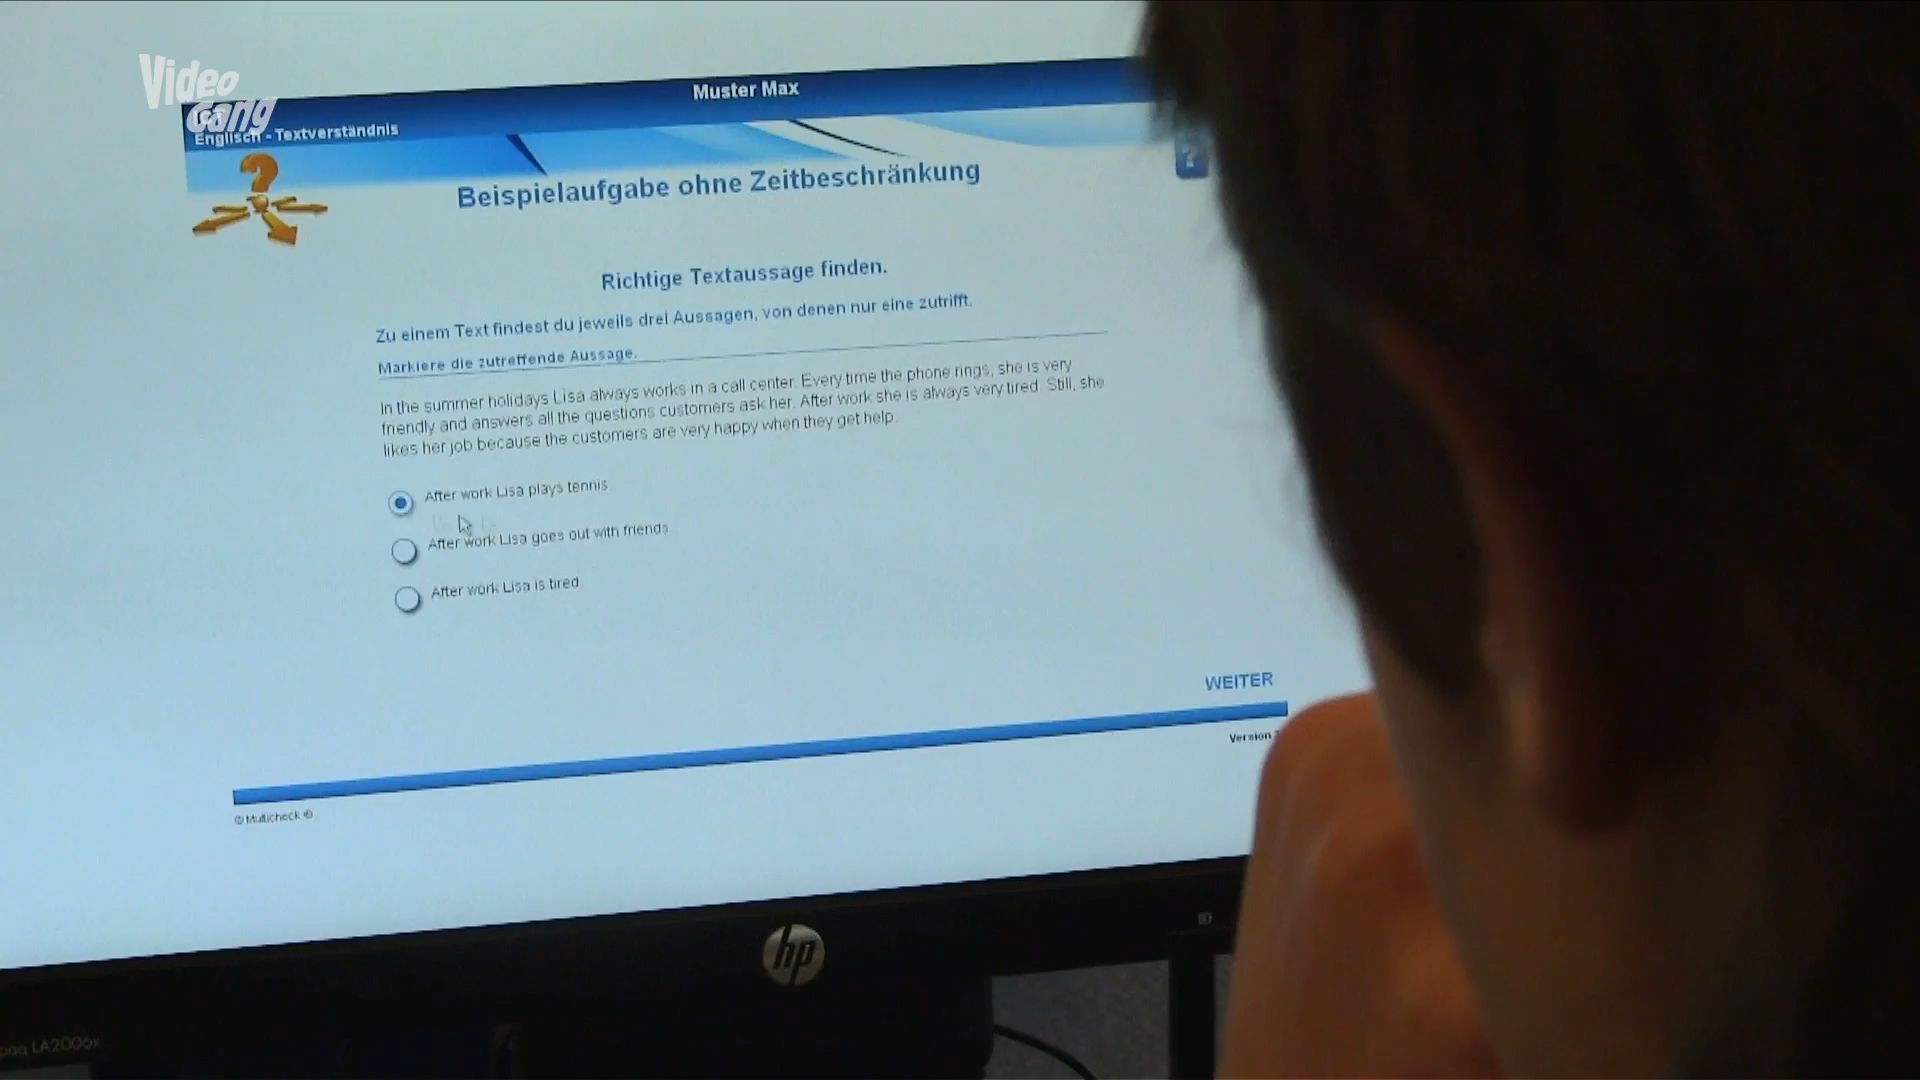 Video
Gang
Muster Max
Englisch - Textverständnis
?
Beispielaufgabe ohne Zeitbeschränkung
Richtige Textaussage finden.
Zu einem Text findest du jeweils drei Aussagen, von denen nur eine zutrifft.
Markiere die zutreffende Aussage.
In the summer holidays Lisa always works in a call center. Every time the phone rings, she is very
friendly and answers all the questions customers ask her. After work she is always very tired. Still, she
likes her job because the customers are very happy when they get help.
After work Lisa plays tennis
After work Lisa goes out with friends
After work Lisa is tired
WEITER
Version
© Multicheck ®
hp
LA2006x